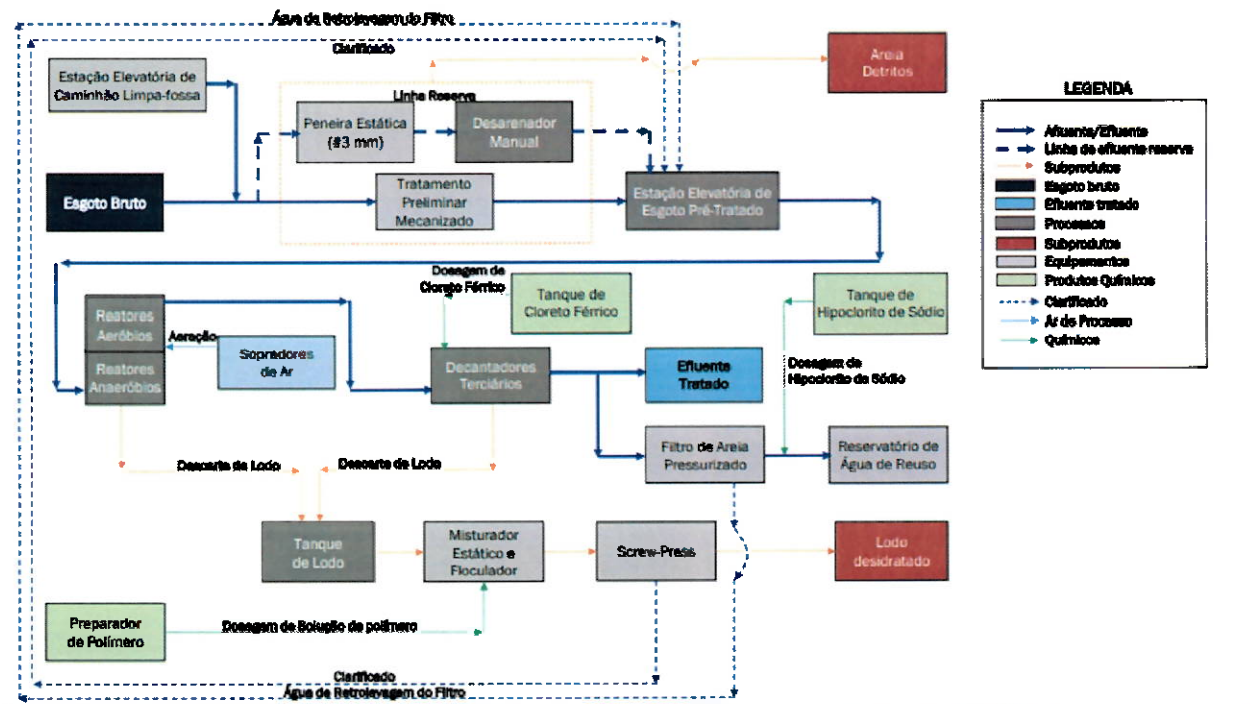 Água de Retrolavagem do Filtro
Clarificado
Estação Elevatória de
Caminhão Limpa-fossa
Linha Reserva
Peneira Estática
(#3 mm)
Desarenador
Manual
Areia
Detritos
Esgoto Bruto
Tratamento
Preliminar
Mecanizado
Estação Elevatória de
Esgoto Pré-Tratado
Dosagem de
Cloreto Férrico
Tanque de
Cloreto Férrico
Tanque de
Hipoclorito de Sódio
Reatores
Aeróbios
Reatores
Anaeróbios
Aeração
Sopradores
de Ar
Decantadores
Terciários
Efluente
Tratado
Dosagem de
Hipoclorito de Sódio
Filtro de Areia
Pressurizado
Reservatório de
Água de Reuso
Descarte de Lodo
Descarte de Lodo
Tanque
de Lodo
Misturador
Estático e
Floculador
Screw-Press
Lodo
desidratado
Preparador
de Polímero
Dosagem de Solução de polímero
Clarificado
Água de Retrolavagem do Filtro
LEGENDA
Afluente/Efluente
Linha de efluente reserva
Subprodutos
Esgoto bruto
Efluente tratado
Processos
Subprodutos
Equipamentos
Produtos Químicos
Clarificado
Ar de Processo
Químicos